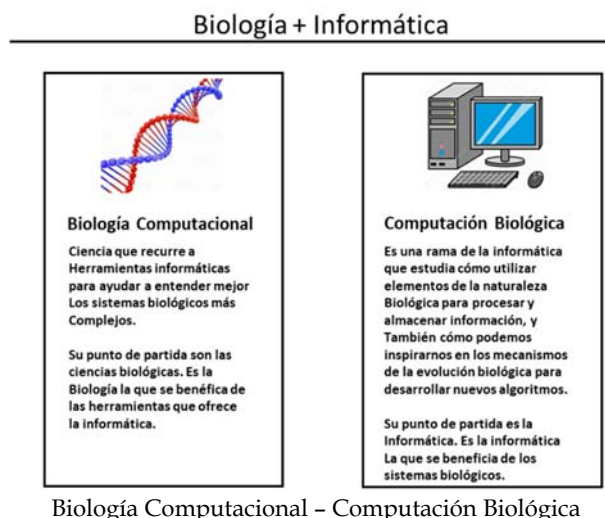 Biología + Informática
Biología Computacional
Ciencia que recurre a
Herramientas informáticas
para ayudar a entender mejor
Los sistemas biológicos más
Complejos.
Su punto de partida son las
ciencias biológicas. Es la
Biología la que se benéfica de
las herramientas que ofrece
la informática.
Computación Biológica
Es una rama de la informática
que estudia cómo utilizar
elementos de la naturaleza
Biológica para procesar y
almacenar información, y
También cómo podemos
inspirarnos en los mecanismos
de la evolución biológica para
desarrollar nuevos algoritmos.
Su punto de partida es la
Informática. Es la informática
La que se beneficia de los
sistemas biológicos.
Biología Computacional – Computación Biológica